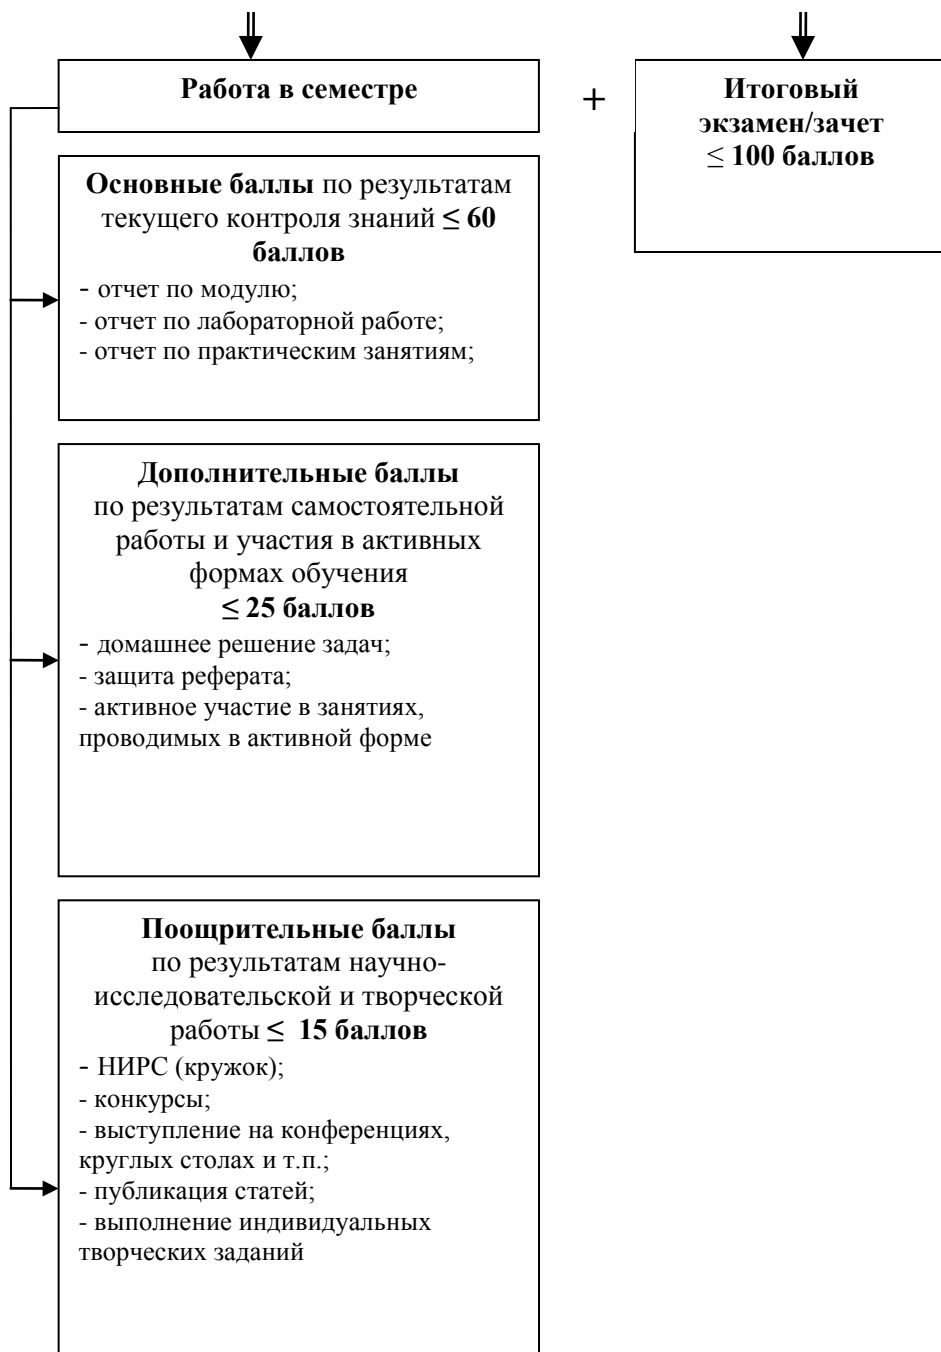 Работа в семестре
+
Итоговый
экзамен/зачет
≤ 100 баллов
Основные баллы по результатам
текущего контроля знаний ≤ 60
баллов
- отчет по модулю;
- отчет по лабораторной работе;
- отчет по практическим занятиям;
Дополнительные баллы
по результатам самостоятельной
работы и участия в активных
формах обучения
≤ 25 баллов
- домашнее решение задач;
- защита реферата;
- активное участие в занятиях,
проводимых в активной форме
Поощрительные баллы
по результатам научно-
исследовательской и творческой
работы ≤ 15 баллов
- НИРС (кружок);
- конкурсы;
- выступление на конференциях,
круглых столах и т.п.;
- публикация статей;
- выполнение индивидуальных
творческих заданий